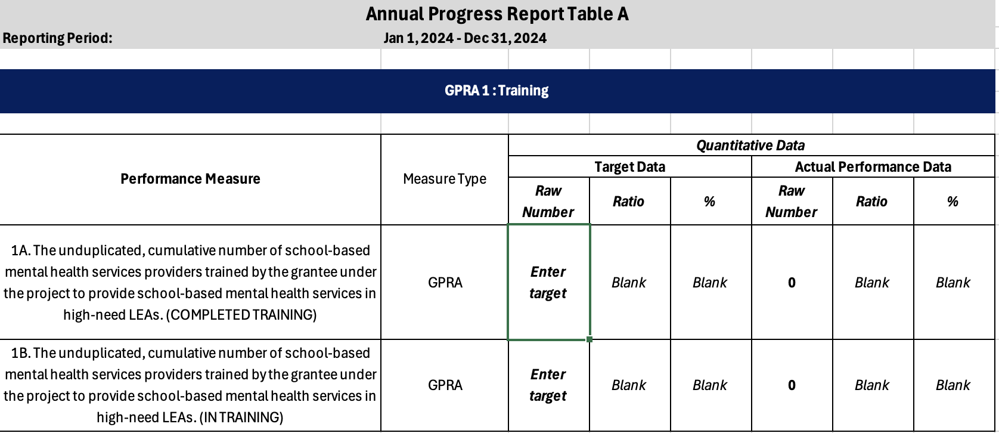 Annual Progress Report Table A
Reporting Period: Jan 1, 2024 - Dec 31, 2024
GPRA 1 : Training
Quantitative Data
Performance Measure Measure Type Target Data Actual Performance Data
Raw Number Ratio % Raw Number Ratio %
1A. The unduplicated, cumulative number of school-based
mental health services providers trained by the grantee under
the project to provide school-based mental health services in
high-need LEAs. (COMPLETED TRAINING)
GPRA Enter target Blank Blank 0 Blank Blank
1B. The unduplicated, cumulative number of school-based
mental health services providers trained by the grantee under
the project to provide school-based mental health services in
high-need LEAs. (IN TRAINING)
GPRA Enter target Blank Blank 0 Blank Blank